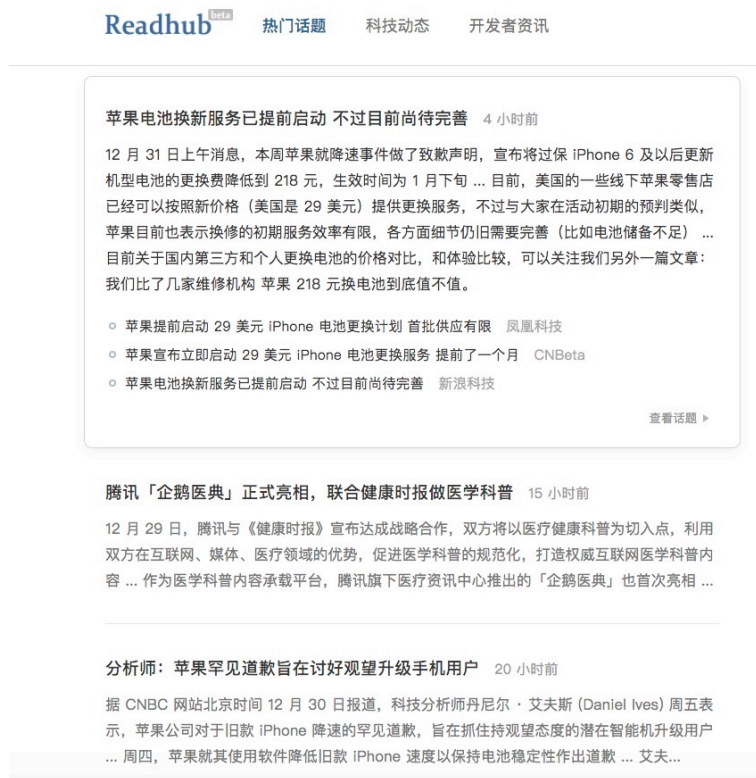 Readhub beta 热门话题 科技动态 开发者资讯
苹果电池换新服务已提前启动 不过目前尚待完善 4 小时前
12 月 31 日上午消息，本周苹果就降速事件做了致歉声明，宣布将过保 iPhone 6 及以后更新
机型电池的更换费降低到 218 元，生效时间为 1 月下旬 ... 目前，美国的一些线下苹果零售店
已经可以按照新价格（美国是 29 美元）提供更换服务，不过与大家在活动初期的预判类似，
苹果目前也表示换修的初期服务效率有限，各方面细节仍旧需要完善（比如电池储备不足） ...
目前关于国内第三方和个人更换电池的价格对比，和体验比较，可以关注我们另外一篇文章：
我们比了几家维修机构 苹果 218 元换电池到底值不值。
苹果提前启动 29 美元 iPhone 电池更换计划 首批供应有限 凤凰科技
苹果宣布立即启动 29 美元 iPhone 电池更换服务 提前了一个月 CNBeta
苹果电池换新服务已提前启动 不过目前尚待完善 新浪科技
查看话题
腾讯「企鹅医典」正式亮相，联合健康时报做医学科普 15 小时前
12 月 29 日，腾讯与《健康时报》宣布达成战略合作，双方将以医疗健康科普为切入点，利用
双方在互联网、媒体、医疗领域的优势，促进医学科普的规范化，打造权威互联网医学科普内
容 ... 作为医学科普内容承载平台，腾讯旗下医疗资讯中心推出的「企鹅医典」也首次亮相 ...
分析师：苹果罕见道歉旨在讨好观望升级手机用户 20 小时前
据 CNBC 网站北京时间 12 月 30 日报道，科技分析师丹尼尔 · 艾夫斯 (Daniel Ives) 周五表
示，苹果公司对于旧款 iPhone 降速的罕见道歉，旨在抓住持观望态度的潜在智能机升级用户
... 周四，苹果就其使用软件降低旧款 iPhone 速度以保持电池稳定性作出道歉 ... 艾夫...